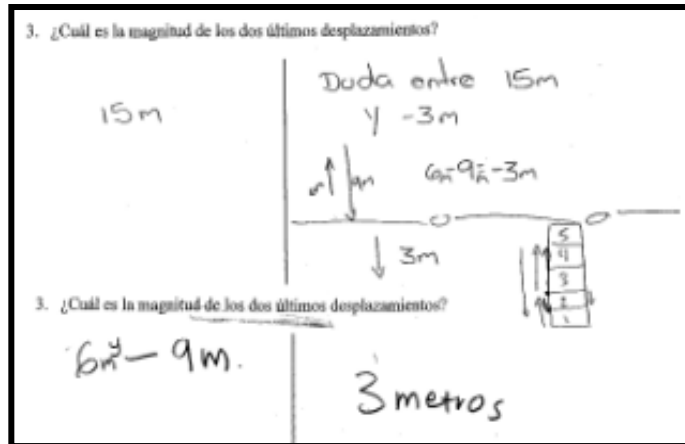 3. ¿Cuál es la magnitud de los dos últimos desplazamientos?
15m
Duda entre 15m
y -3m
9m
6m-9m=-3m
3m
5
4
3
2
1
3. ¿Cuál es la magnitud de los dos últimos desplazamientos?
6m y - 9m.
3 metros